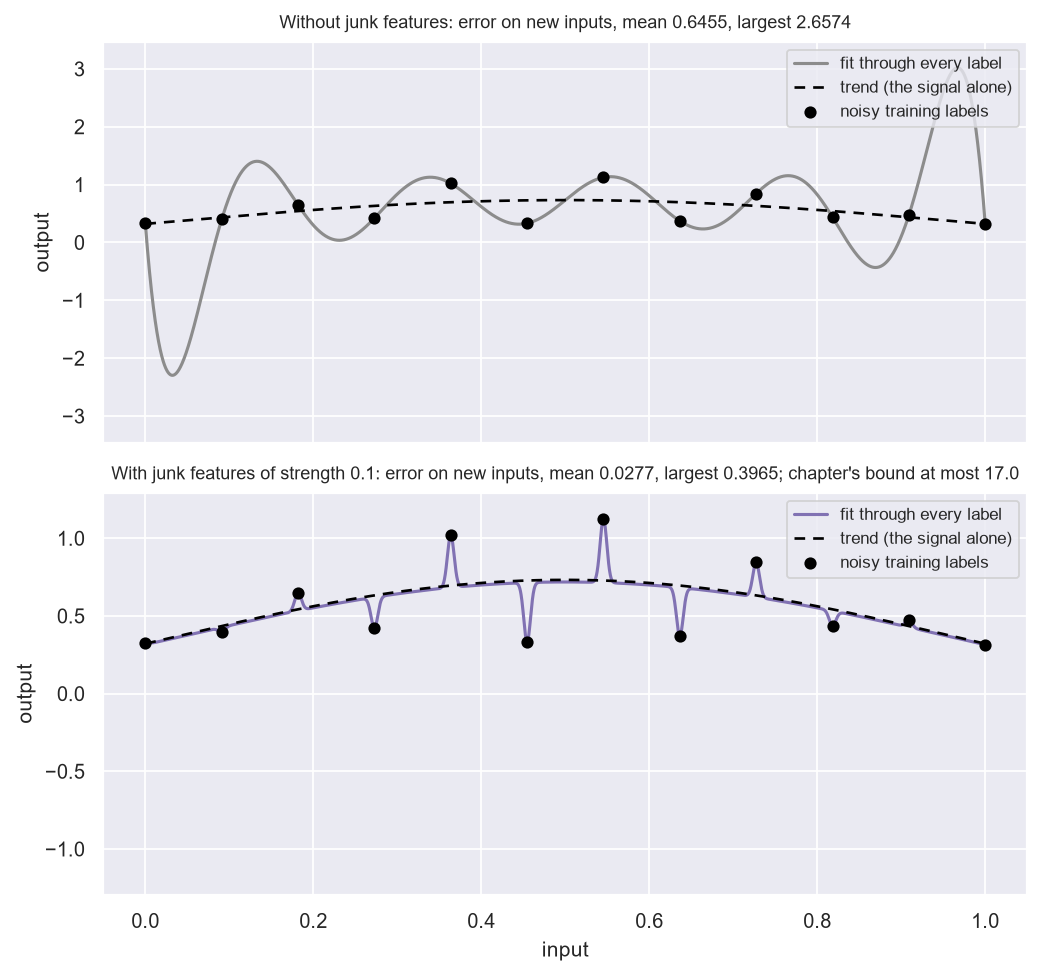 Without junk features: error on new inputs, mean 0.6455, largest 2.6574
fit through every label
trend (the signal alone)
noisy training labels
3
2
1
0
−1
−2
−3
output
With junk features of strength 0.1: error on new inputs, mean 0.0277, largest 0.3965; chapter's bound at most 17.0
fit through every label
trend (the signal alone)
noisy training labels
1.0
0.5
0.0
−0.5
−1.0
output
0.0 0.2 0.4 0.6 0.8 1.0
input